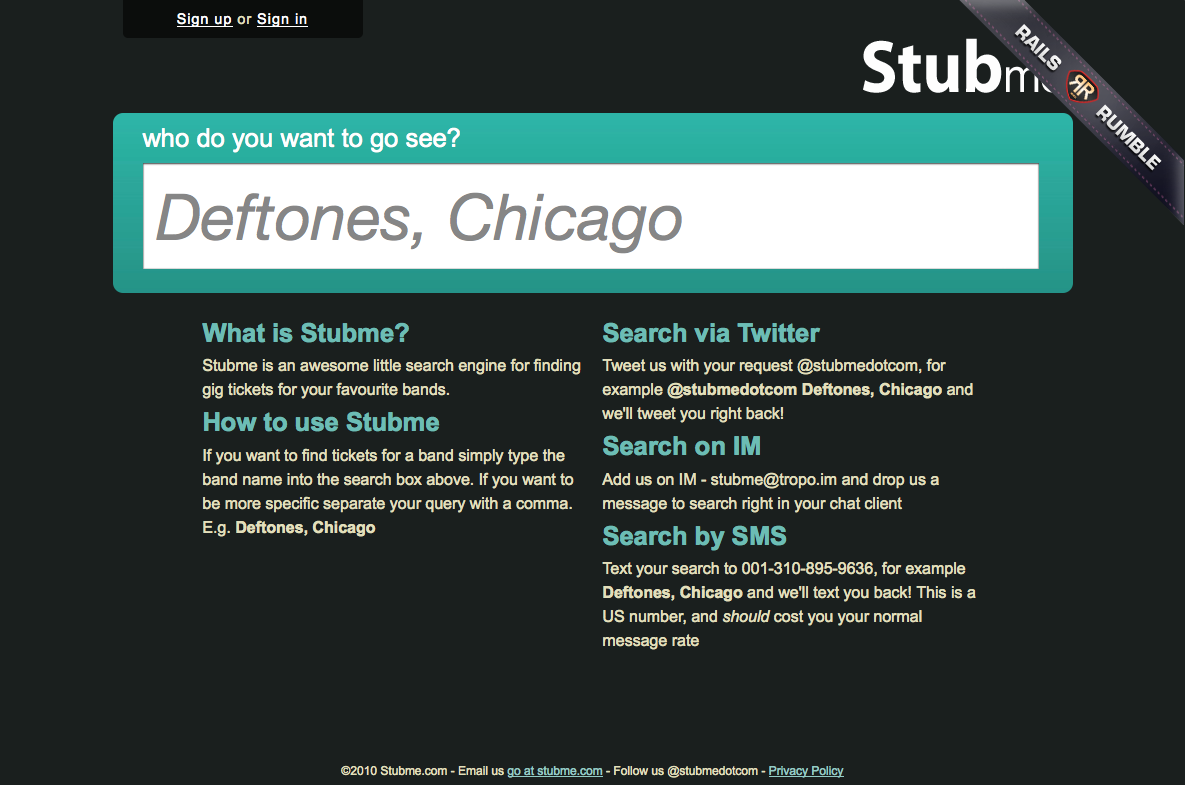 Sign up or Sign in
Stubme
RAILS RR RUMBLE
who do you want to go see?
Deftones, Chicago
What is Stubme?
Stubme is an awesome little search engine for finding
gig tickets for your favourite bands.
How to use Stubme
If you want to find tickets for a band simply type the
band name into the search box above. If you want to
be more specific separate your query with a comma.
E.g. Deftones, Chicago
Search via Twitter
Tweet us with your request @stubmedotcom, for
example @stubmedotcom Deftones, Chicago and
we'll tweet you right back!
Search on IM
Add us on IM - stubme@tropo.im and drop us a
message to search right in your chat client
Search by SMS
Text your search to 001-310-895-9636, for example
Deftones, Chicago and we'll text you back! This is a
US number, and should cost you your normal
message rate
©2010 Stubme.com - Email us go at stubme.com - Follow us @stubmedotcom - Privacy Policy